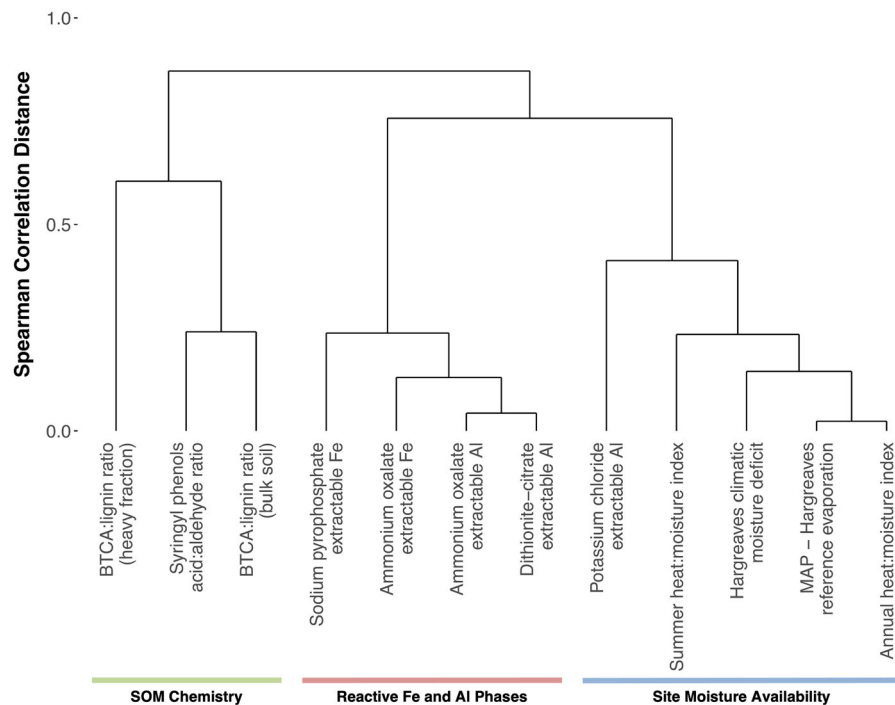 Spearman Correlation Distance
1.0
0.5
0.0
BTCA:lignin ratio
(heavy fraction)
Syringyl phenols
acid:aldehyde ratio
BTCA:lignin ratio
(bulk soil)
Sodium pyrophosphate
extractable Fe
Ammonium oxalate
extractable Fe
Ammonium oxalate
extractable Al
Dithionite-citrate
extractable Al
Potassium chloride
extractable Al
Summer heat:moisture index
Hargreaves climatic
moisture deficit
MAP − Hargreaves
reference evaporation
Annual heat:moisture index
SOM Chemistry
Reactive Fe and Al Phases
Site Moisture Availability